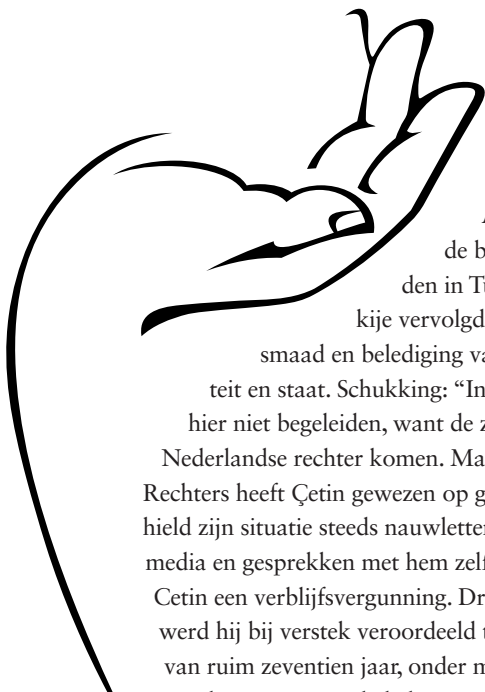 de b
den in Tu
kije vervolgd
smaad en belediging va
teit en staat. Schukking: “In
hier niet begeleiden, want de z
Nederlandse rechter komen. Ma
Rechters heeft Çetin gewezen op g
hield zijn situatie steeds nauwletter
media en gesprekken met hem zelf
Cetin een verblijfsvergunning. Dr
werd hij bij verstek veroordeeld t
van ruim zeventien jaar, onder m